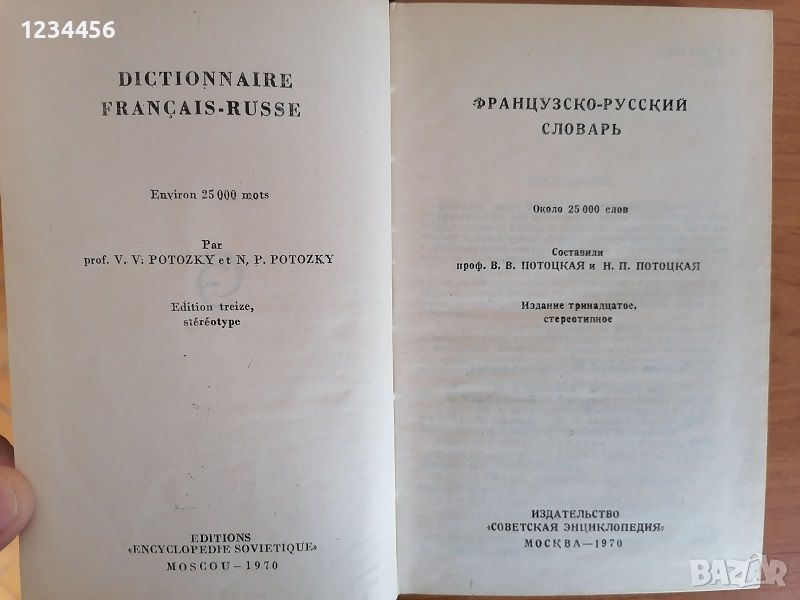 1234456
DICTIONNAIRE
FRANÇAIS-RUSSE
Environ 25 000 mots
Par
prof. V. V. POTOZKY et N. P. POTOZKY
Edition treize,
stéréotype
EDITIONS
«ENCYCLOPEDIE SOVIETIQUE»
MOSCOU — 1970
ФРАНЦУЗСКО-РУССКИЙ
СЛОВАРЬ
Около 25 000 слов
Составили
проф. В. В. ПОТОЦКАЯ и Н. П. ПОТОЦКАЯ
Издание тринадцатое,
стереотипное
ИЗДАТЕЛЬСТВО
«СОВЕТСКАЯ ЭНЦИКЛОПЕДИЯ»
МОСКВА — 1970
BAZAR